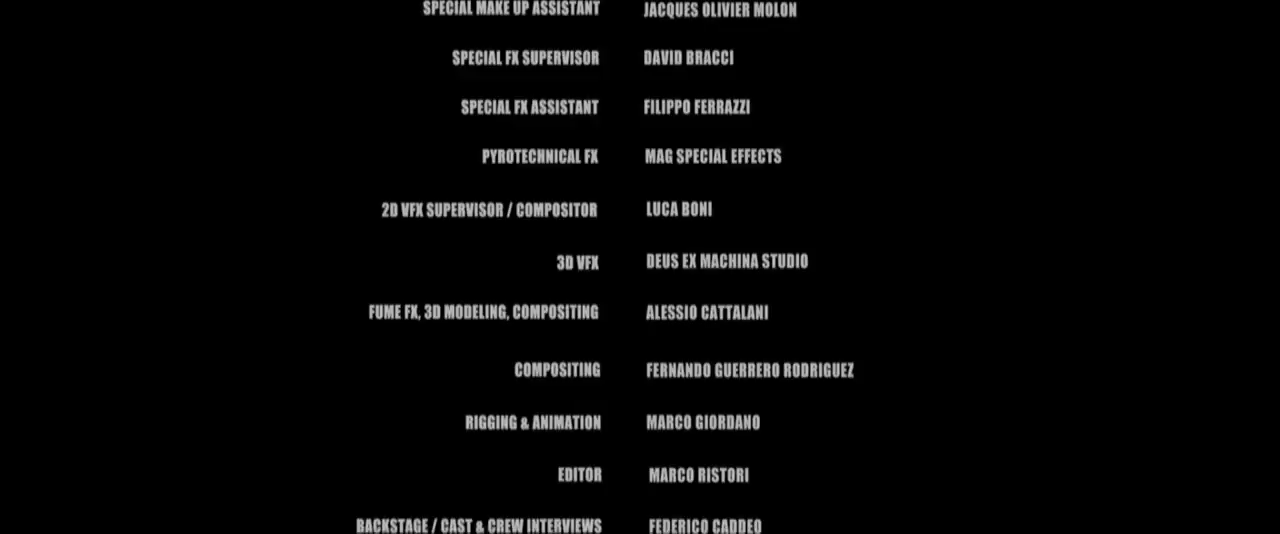 SPECIAL MAKE UP ASSISTANT JACQUES OLIVIER MOLON
SPECIAL FX SUPERVISOR DAVID BRACCI
SPECIAL FX ASSISTANT FILIPPO FERRAZZI
PYROTECHNICAL FX MAG SPECIAL EFFECTS
2D VFX SUPERVISOR / COMPOSITOR LUCA BONI
3D VFX DEUS EX MACHINA STUDIO
FUME FX, 3D MODELING, COMPOSITING ALESSIO CATTALANI
COMPOSITING FERNANDO GUERRERO RODRIGUEZ
RIGGING & ANIMATION MARCO GIORDANO
EDITOR MARCO RISTORI
BACKSTAGE / CAST & CREW INTERVIEWS FEDERICO CADDEO